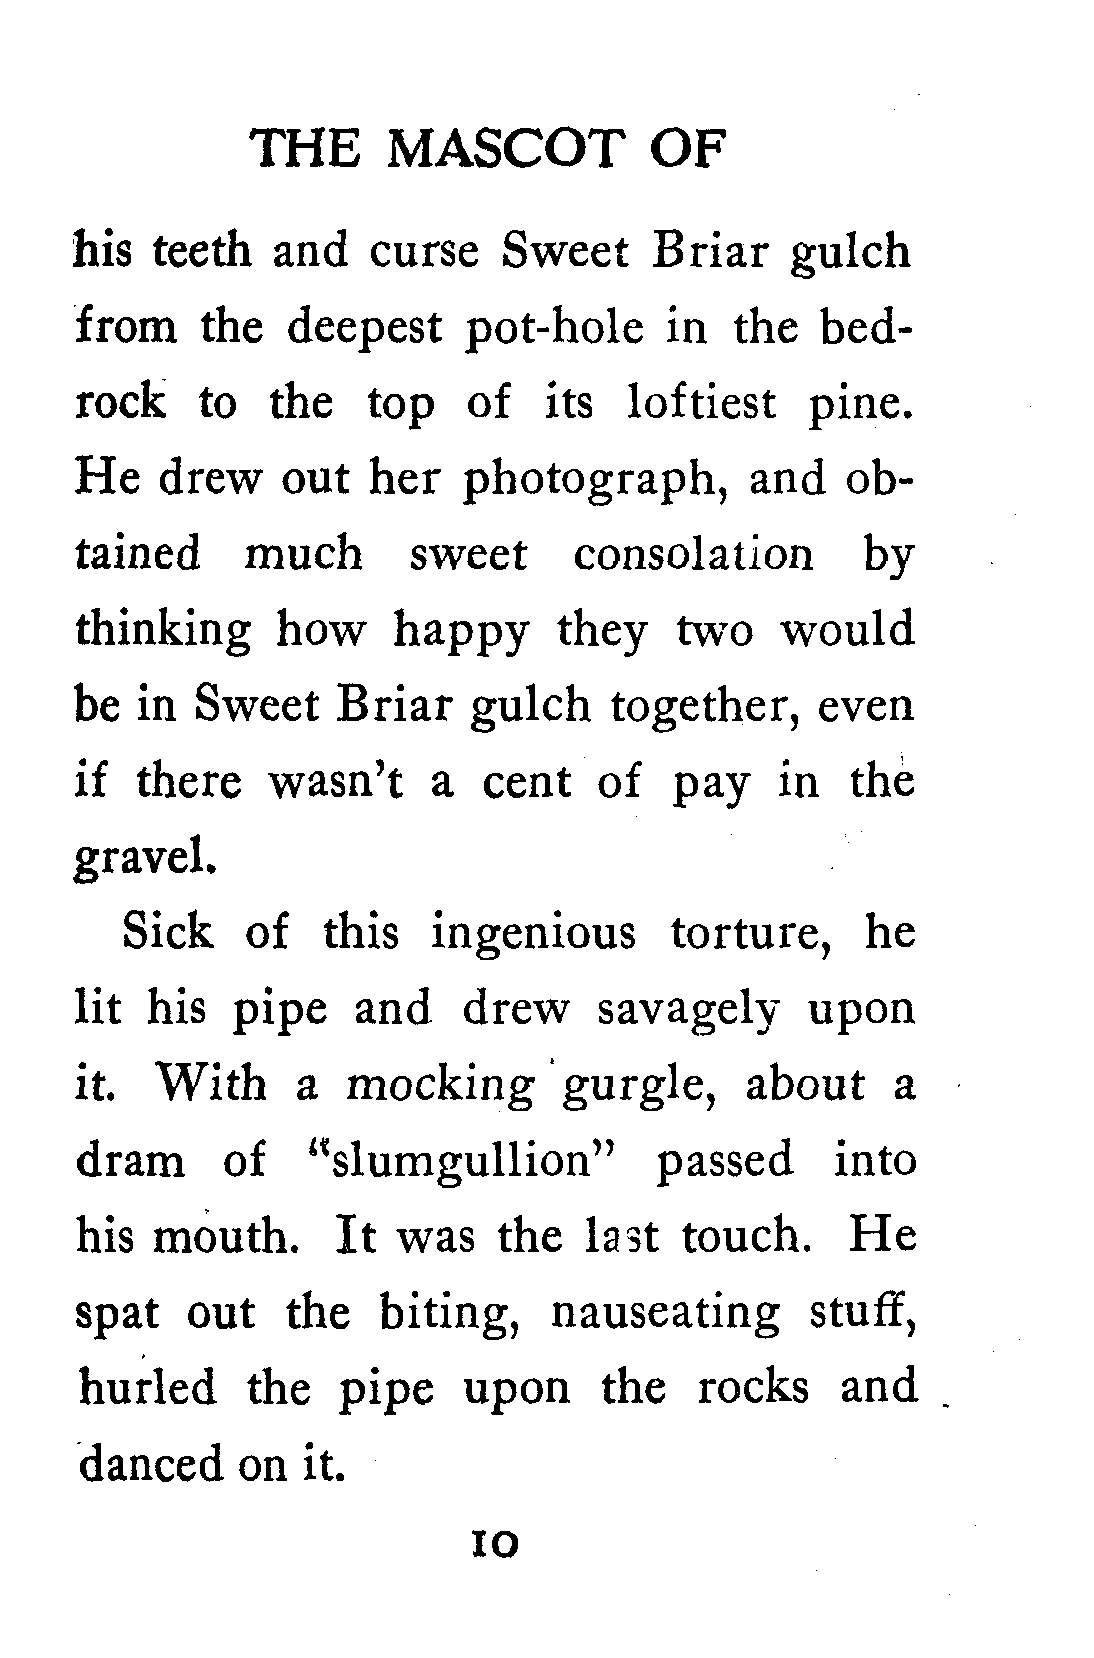 THE MASCOT OF
his teeth and curse Sweet Briar gulch
from the deepest pot-hole in the bed-
rock to the top of its loftiest pine.
He drew out her photograph, and ob-
tained much sweet consolation by
thinking how happy they two would
be in Sweet Briar gulch together, even
if there wasn't a cent of pay in the
gravel.
Sick of this ingenious torture, he
lit his pipe and drew savagely upon
it. With a mocking gurgle, about a
dram of "slumgullion" passed into
his mouth. It was the last touch. He
spat out the biting, nauseating stuff,
hurled the pipe upon the rocks and
danced on it.
10